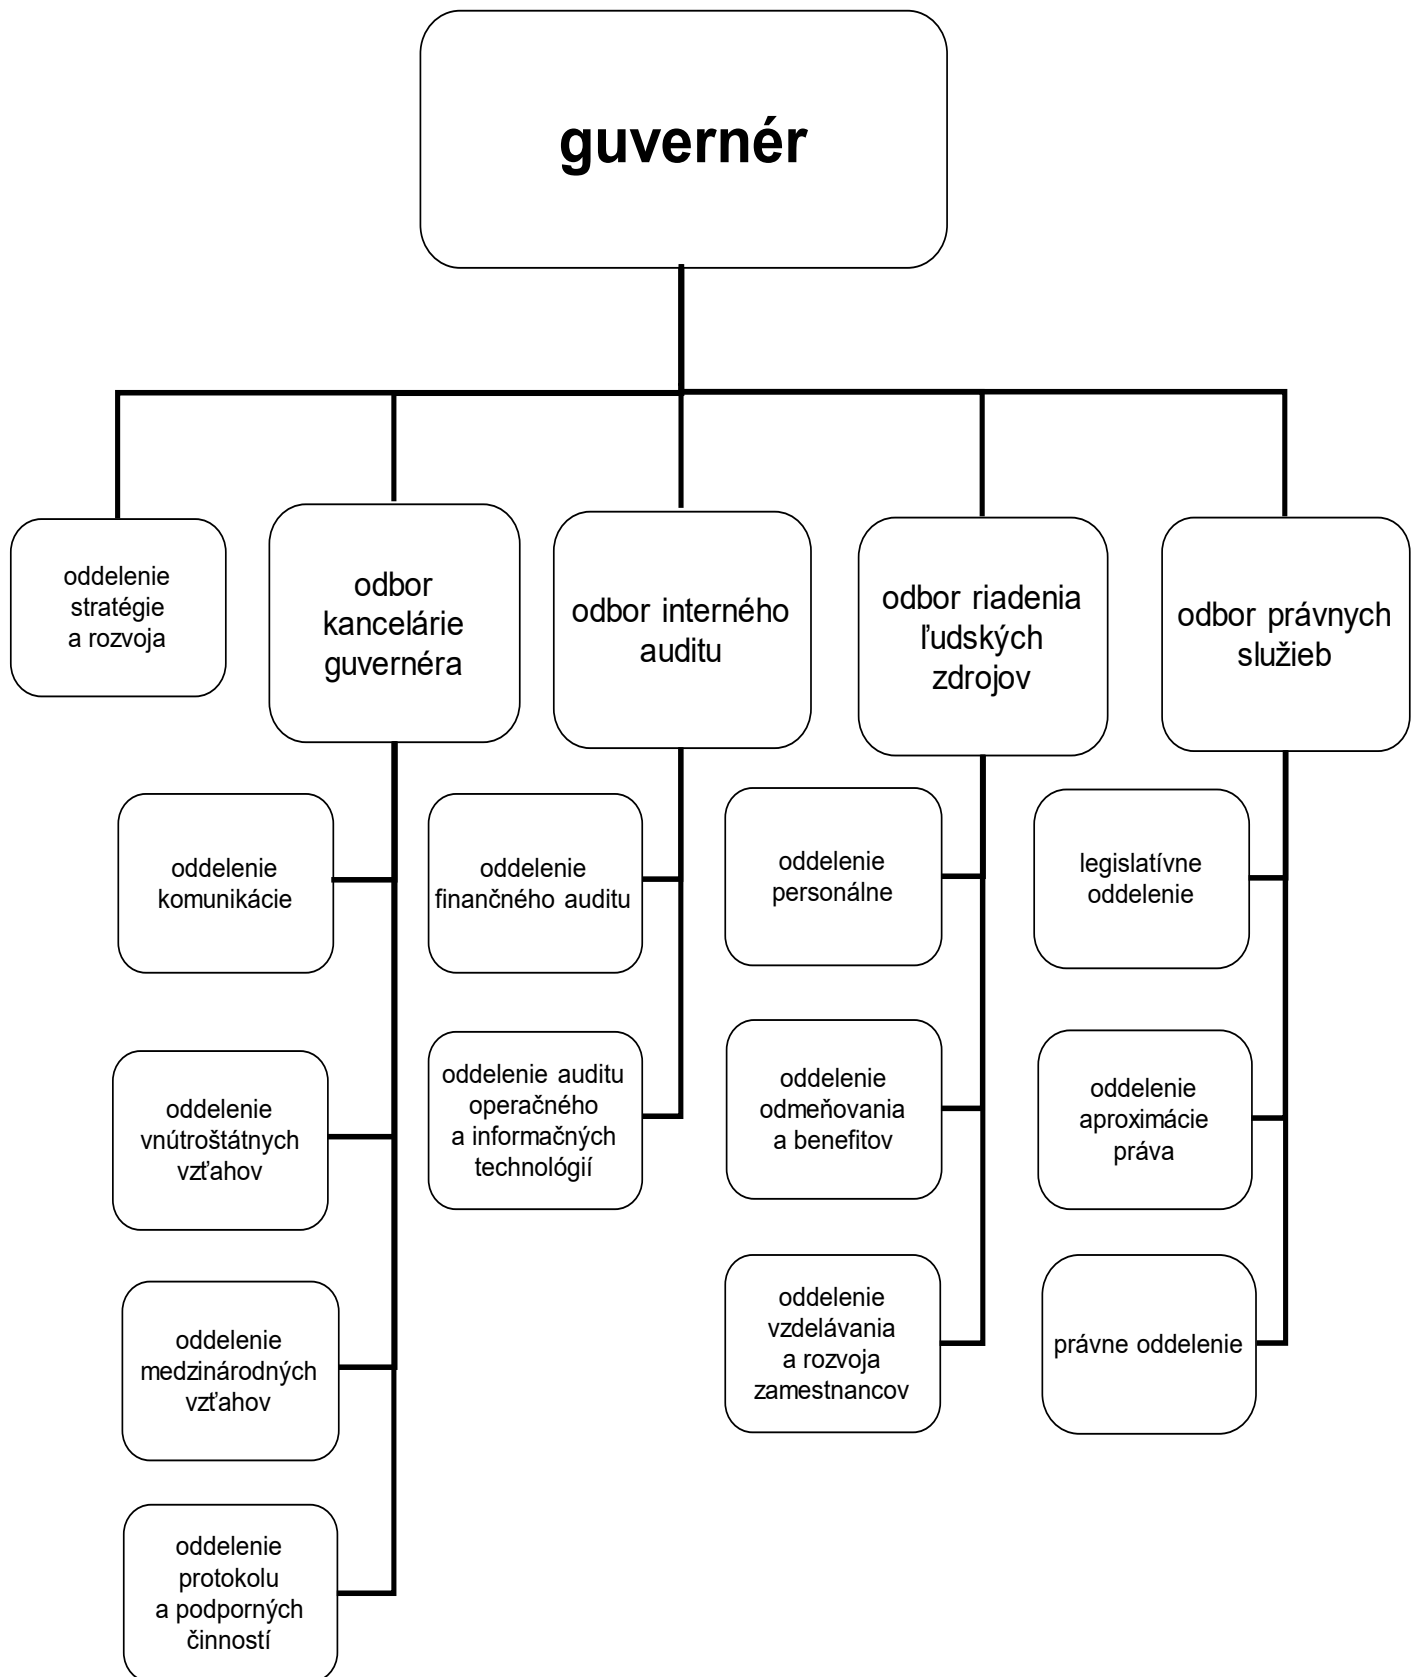 guvernér
oddelenie
stratégie
a rozvoja
odbor
kancelárie
guvernéra
odbor interného
auditu
odbor riadenia
ľudských
zdrojov
odbor právnych
služieb
oddelenie
komunikácie
oddelenie
vnútroštátnych
vzťahov
oddelenie
medzinárodných
vzťahov
oddelenie
protokolu
a podporných
činností
oddelenie
finančného auditu
oddelenie auditu
operačného
a informačných
technológií
oddelenie
personálne
oddelenie
odmeňovania
a benefitov
oddelenie
vzdelávania
a rozvoja
zamestnancov
legislatívne
oddelenie
oddelenie
aproximácie
práva
právne oddelenie